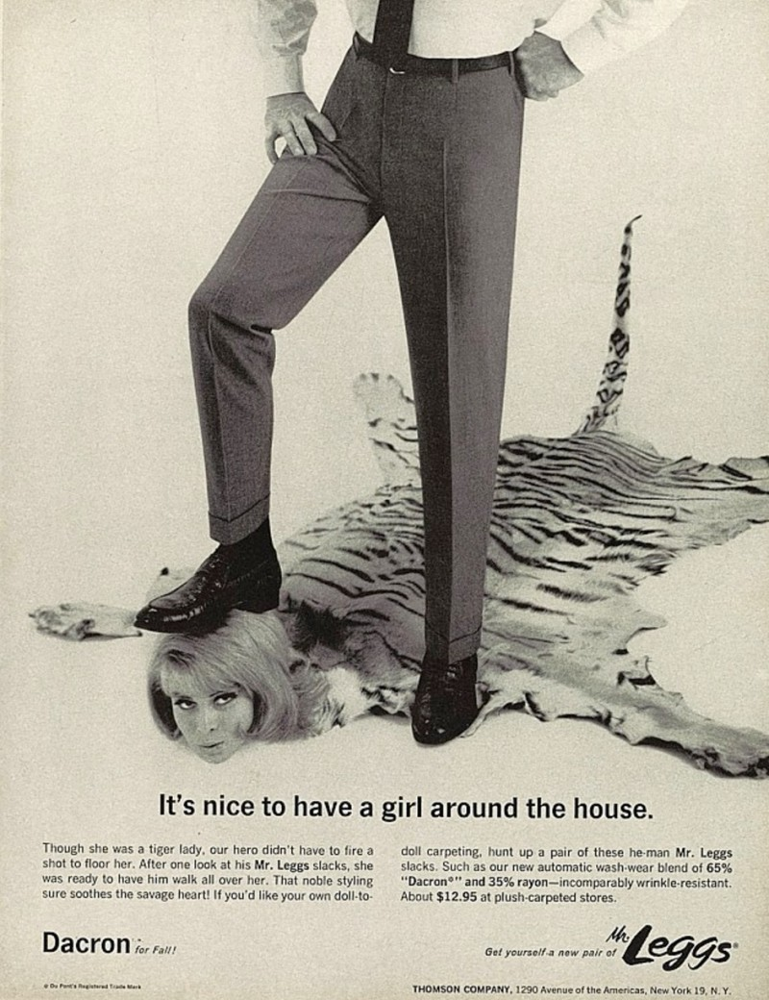 It's nice to have a girl around the house.
Though she was a tiger lady, our hero didn't have to fire a
shot to floor her. After one look at his Mr. Leggs slacks, she
was ready to have him walk all over her. That noble styling
sure soothes the savage heart! If you'd like your own doll-to-
doll carpeting, hunt up a pair of these he-man Mr. Leggs
slacks. Such as our new automatic wash-wear blend of 65%
"Dacron®" and 35% rayon—incomparably wrinkle-resistant.
About $12.95 at plush-carpeted stores.
Dacron for Fall!
Get yourself a new pair of Mr. Leggs®
® Du Pont's Registered Trade Mark
THOMSON COMPANY, 1290 Avenue of the Americas, New York 19, N.Y.